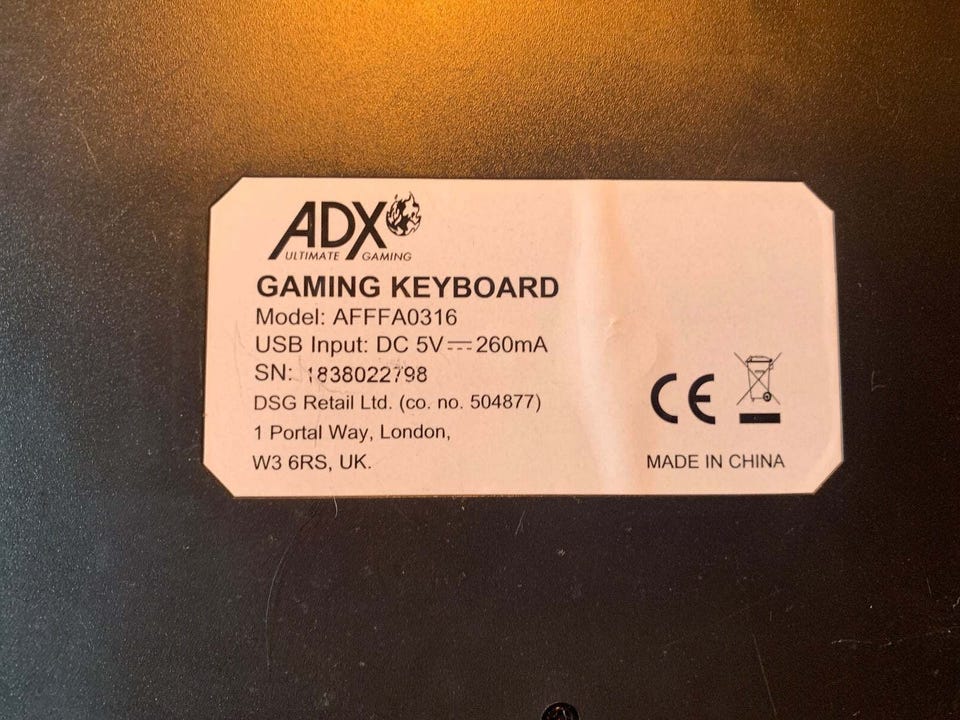 ADX
ULTIMATE GAMING
GAMING KEYBOARD
Model: AFFFA0316
USB Input: DC 5V⎓260mA
SN: 1838022798
DSG Retail Ltd. (co. no. 504877)
1 Portal Way, London,
W3 6RS, UK.
CE
MADE IN CHINA